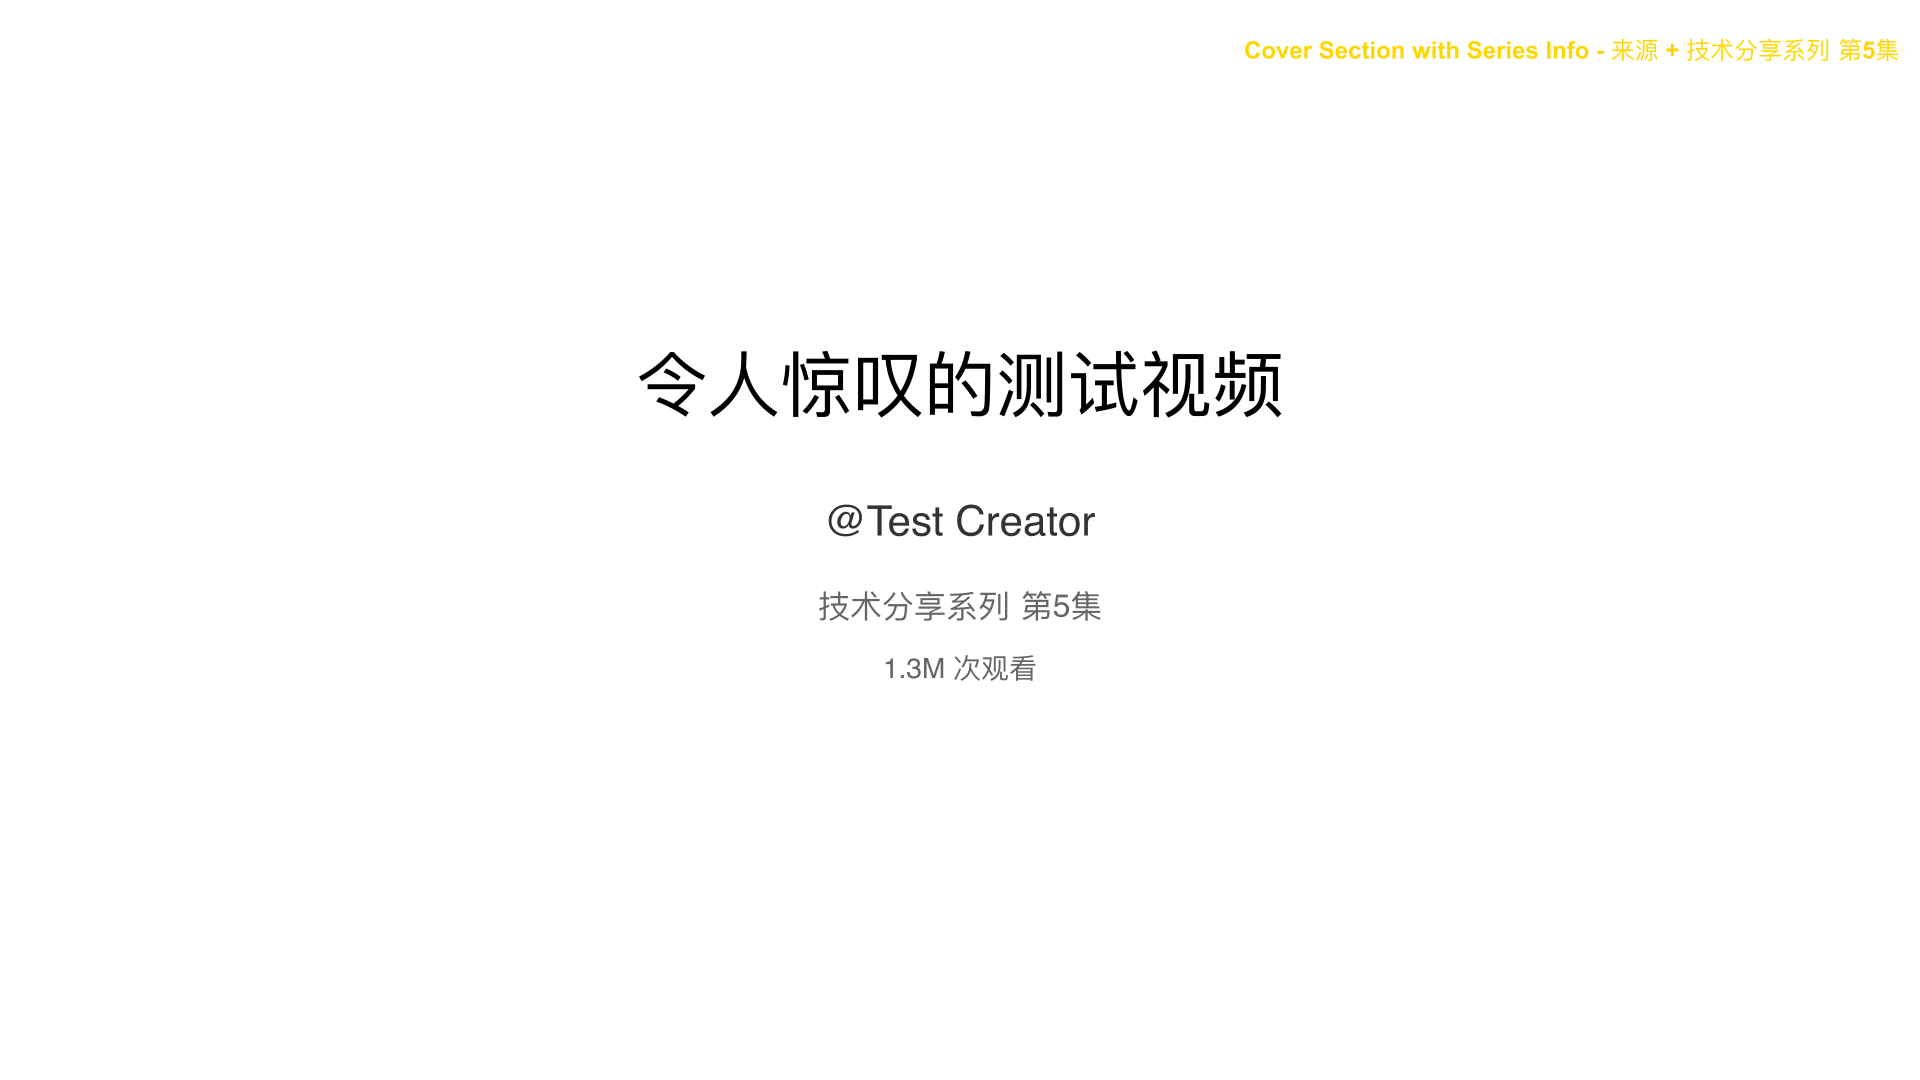 Cover Section with Series Info - 来源 + 技术分享系列 第5集
令人惊叹的测试视频
@Test Creator
技术分享系列 第5集
1.3M 次观看